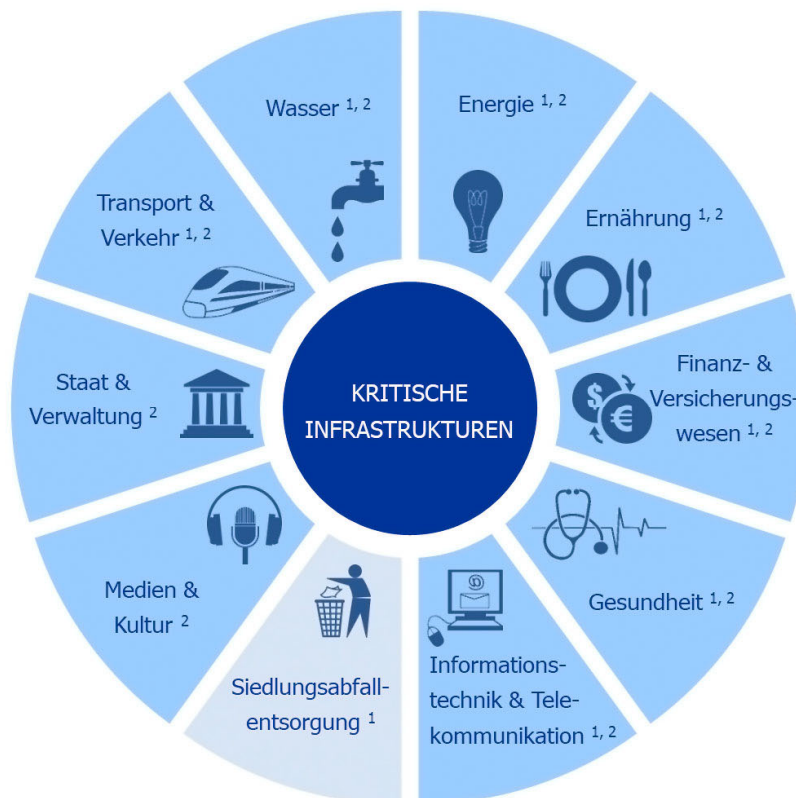 KRITISCHE
INFRASTRUKTUREN
Energie 1, 2
Ernährung 1, 2
Finanz- &
Versicherungs-
wesen 1, 2
$
€
Gesundheit 1, 2
@
Informations-
technik & Tele-
kommunikation 1, 2
Siedlungsabfall-
entsorgung 1
Medien &
Kultur 2
Staat &
Verwaltung 2
Transport &
Verkehr 1, 2
Wasser 1, 2